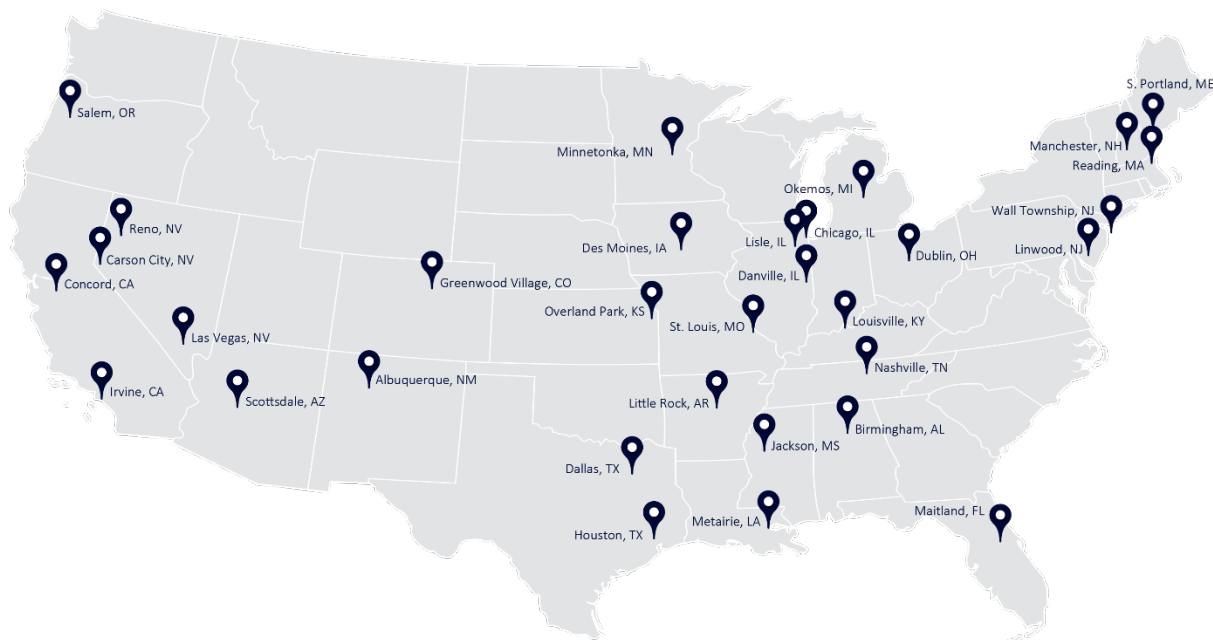 S. Portland, ME
Salem, OR
Manchester, NH
Minnetonka, MN
Reading, MA
Okemos, MI
Wall Township, NJ
Reno, NV
Chicago, IL
Lisle, IL
Des Moines, IA
Linwood, NJ
Dublin, OH
Carson City, NV
Danville, IL
Concord, CA
Greenwood Village, CO
Overland Park, KS
Louisville, KY
St. Louis, MO
Las Vegas, NV
Nashville, TN
Albuquerque, NM
Irvine, CA
Scottsdale, AZ
Little Rock, AR
Birmingham, AL
Jackson, MS
Dallas, TX
Maitland, FL
Metairie, LA
Houston, TX